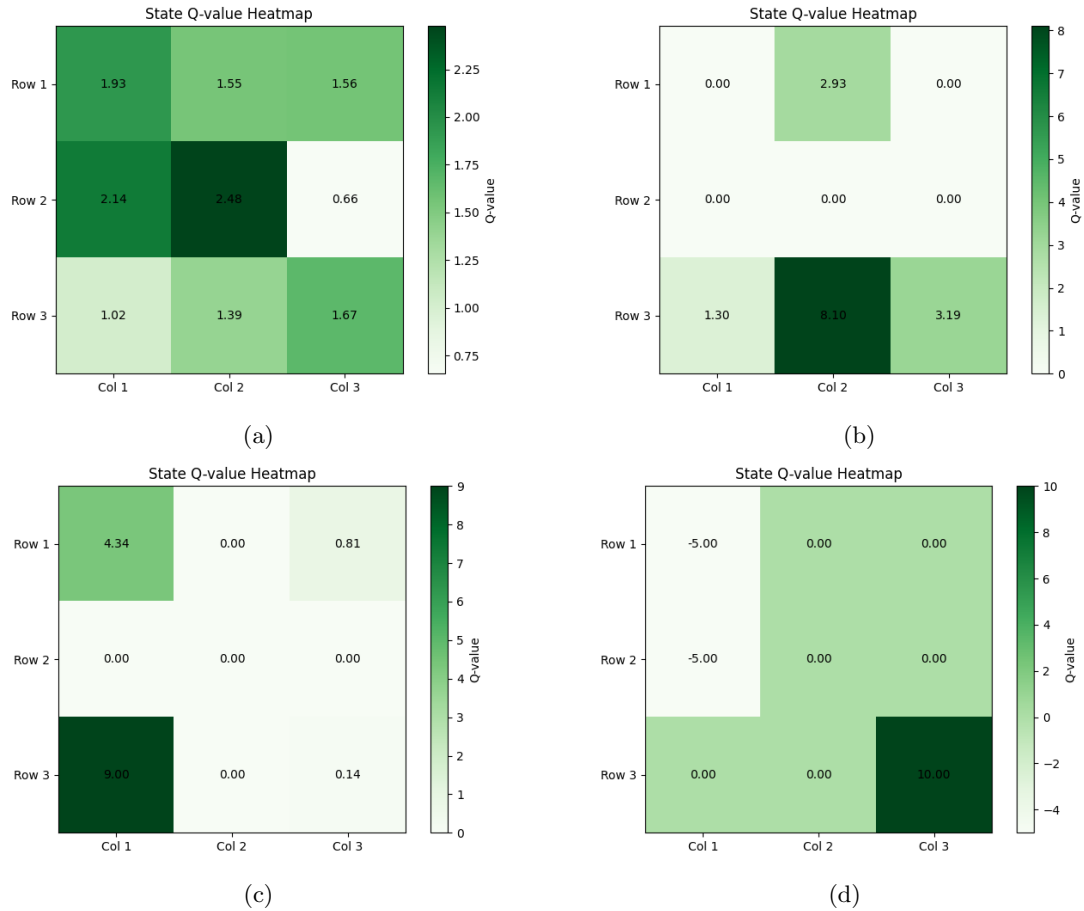 State Q-value Heatmap
Row 1
Row 2
Row 3
1.93 1.55 1.56
2.14 2.48 0.66
1.02 1.39 1.67
Col 1 Col 2 Col 3
2.25
2.00
1.75
1.50
1.25
1.00
0.75
Q-value
(a)
State Q-value Heatmap
Row 1
Row 2
Row 3
0.00 2.93 0.00
0.00 0.00 0.00
1.30 8.10 3.19
Col 1 Col 2 Col 3
8
7
6
5
4
3
2
1
0
Q-value
(b)
State Q-value Heatmap
Row 1
Row 2
Row 3
4.34 0.00 0.81
0.00 0.00 0.00
9.00 0.00 0.14
Col 1 Col 2 Col 3
9
8
7
6
5
4
3
2
1
0
Q-value
(c)
State Q-value Heatmap
Row 1
Row 2
Row 3
-5.00 0.00 0.00
-5.00 0.00 0.00
0.00 0.00 10.00
Col 1 Col 2 Col 3
10
8
6
4
2
0
−2
−4
Q-value
(d)